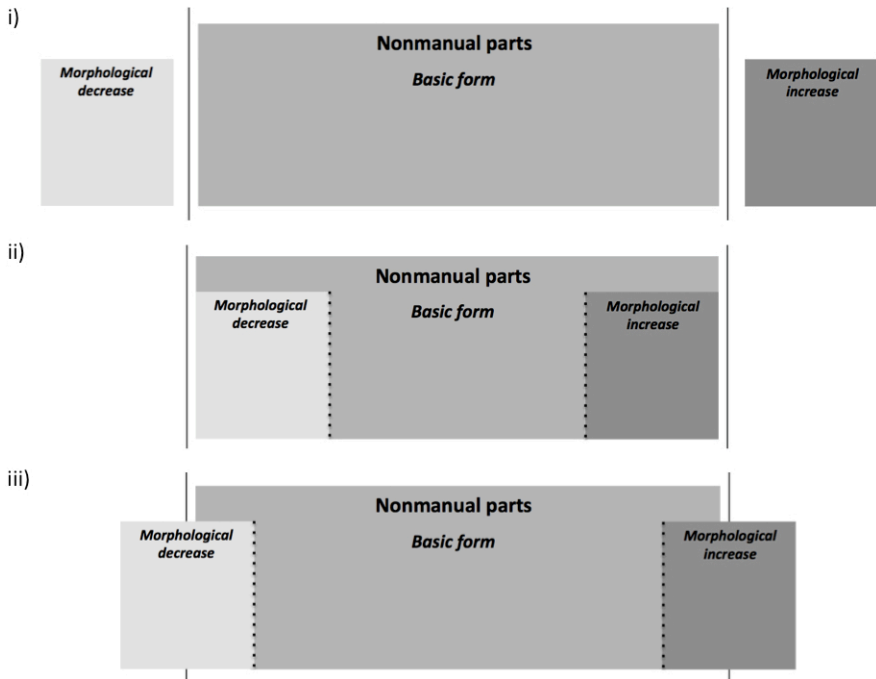 i)
Nonmanual parts
Basic form
Morphological
decrease
Morphological
increase
ii)
Nonmanual parts
Basic form
Morphological
decrease
Morphological
increase
iii)
Nonmanual parts
Basic form
Morphological
decrease
Morphological
increase